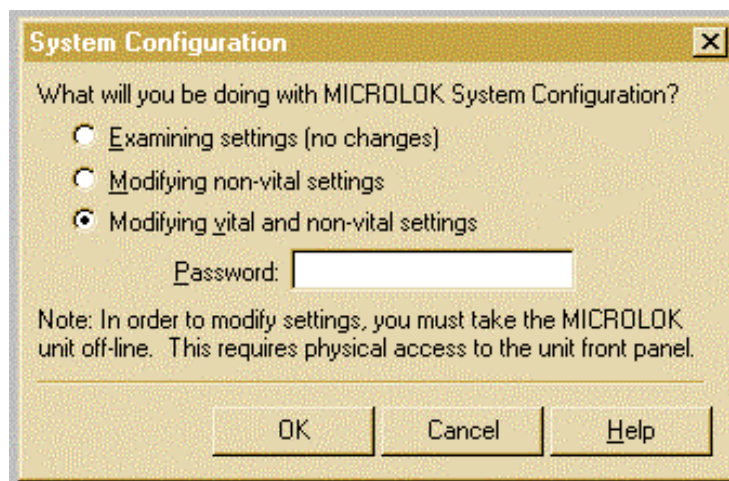 System Configuration
What will you be doing with MICROLOK System Configuration?
Examining settings (no changes)
Modifying non-vital settings
Modifying vital and non-vital settings
Password:
Note: In order to modify settings, you must take the MICROLOK
unit off-line. This requires physical access to the unit front panel.
OK Cancel Help